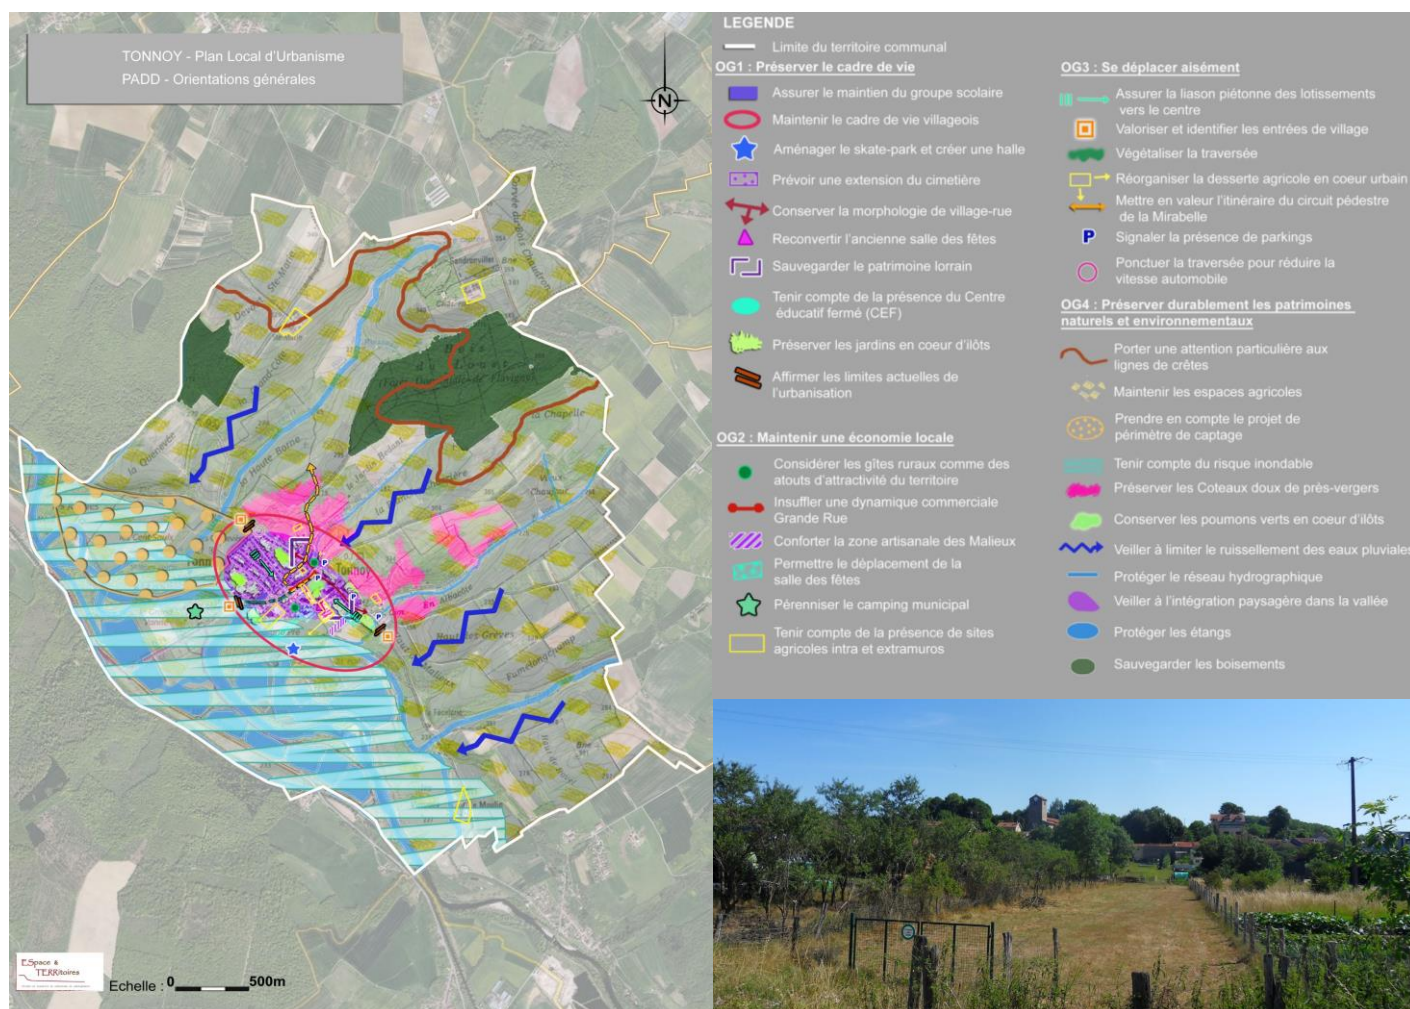 TONNOY - Plan Local d'Urbanisme
PADD - Orientations générales
N
Tonnoy
ESpace &
TERRitoires
Echelle : 0 500m
LEGENDE
Limite du territoire communal
OG1 : Préserver le cadre de vie
Assurer le maintien du groupe scolaire
Maintenir le cadre de vie villageois
Aménager le skate-park et créer une halle
Prévoir une extension du cimetière
Conserver la morphologie de village-rue
Reconvertir l'ancienne salle des fêtes
Sauvegarder le patrimoine lorrain
Tenir compte de la présence du Centre
éducatif fermé (CEF)
Préserver les jardins en coeur d'ilôts
Affirmer les limites actuelles de
l'urbanisation
OG2 : Maintenir une économie locale
Considérer les gîtes ruraux comme des
atouts d'attractivité du territoire
Insuffler une dynamique commerciale
Grande Rue
Conforter la zone artisanale des Malieux
Permettre le déplacement de la
salle des fêtes
Pérenniser le camping municipal
Tenir compte de la présence de sites
agricoles intra et extramuros
OG3 : Se déplacer aisément
Assurer la liason piétonne des lotissements
vers le centre
Valoriser et identifier les entrées de village
Végétaliser la traversée
Réorganiser la desserte agricole en coeur urbain
Mettre en valeur l'itinéraire du circuit pédestre
de la Mirabelle
P Signaler la présence de parkings
Ponctuer la traversée pour réduire la
vitesse automobile
OG4 : Préserver durablement les patrimoines
naturels et environnementaux
Porter une attention particulière aux
lignes de crêtes
Maintenir les espaces agricoles
Prendre en compte le projet de
périmètre de captage
Tenir compte du risque inondable
Préserver les Coteaux doux de près-vergers
Conserver les poumons verts en coeur d'ilôts
Veiller à limiter le ruissellement des eaux pluviales
Protéger le réseau hydrographique
Veiller à l'intégration paysagère dans la vallée
Protéger les étangs
Sauvegarder les boisements